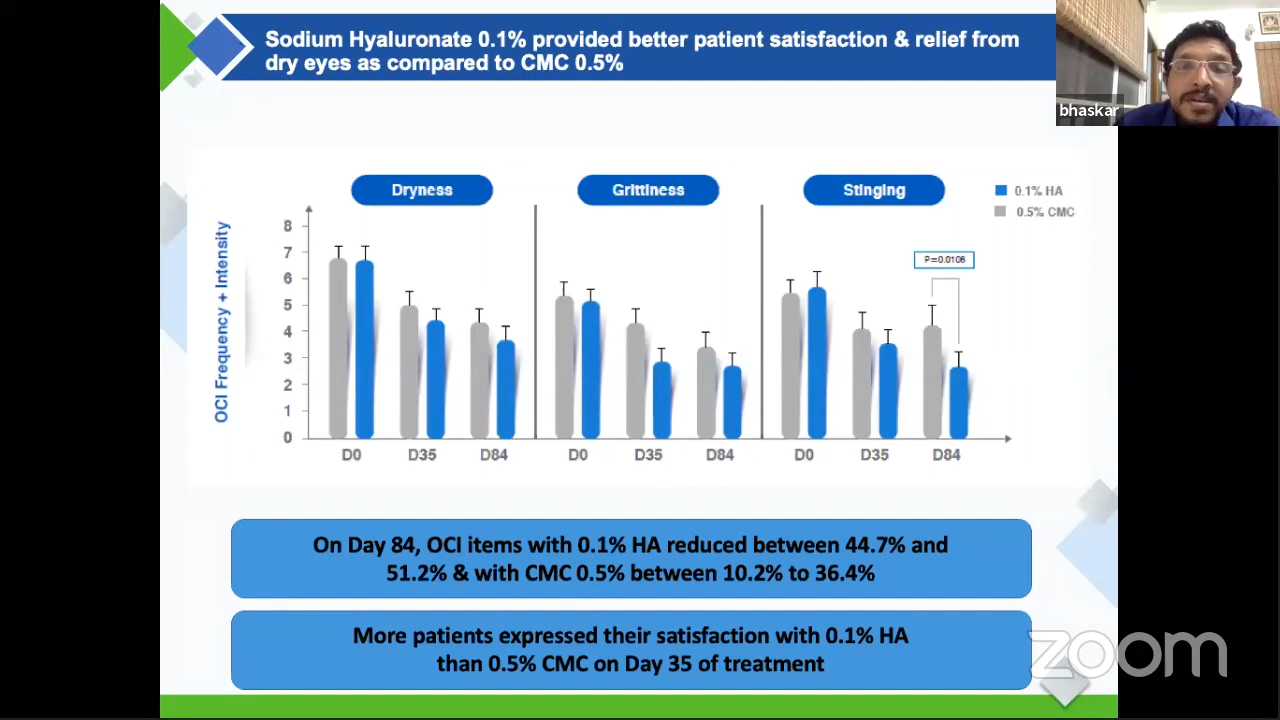 Sodium Hyaluronate 0.1% provided better patient satisfaction & relief from
dry eyes as compared to CMC 0.5%
bhaskar
Dryness
Grittiness
Stinging
0.1% HA
0.5% CMC
OCI Frequency + Intensity
8
7
6
5
4
3
2
1
0
P=0.0106
D0 D35 D84
D0 D35 D84
D0 D35 D84
On Day 84, OCI items with 0.1% HA reduced between 44.7% and
51.2% & with CMC 0.5% between 10.2% to 36.4%
More patients expressed their satisfaction with 0.1% HA
than 0.5% CMC on Day 35 of treatment
zoom